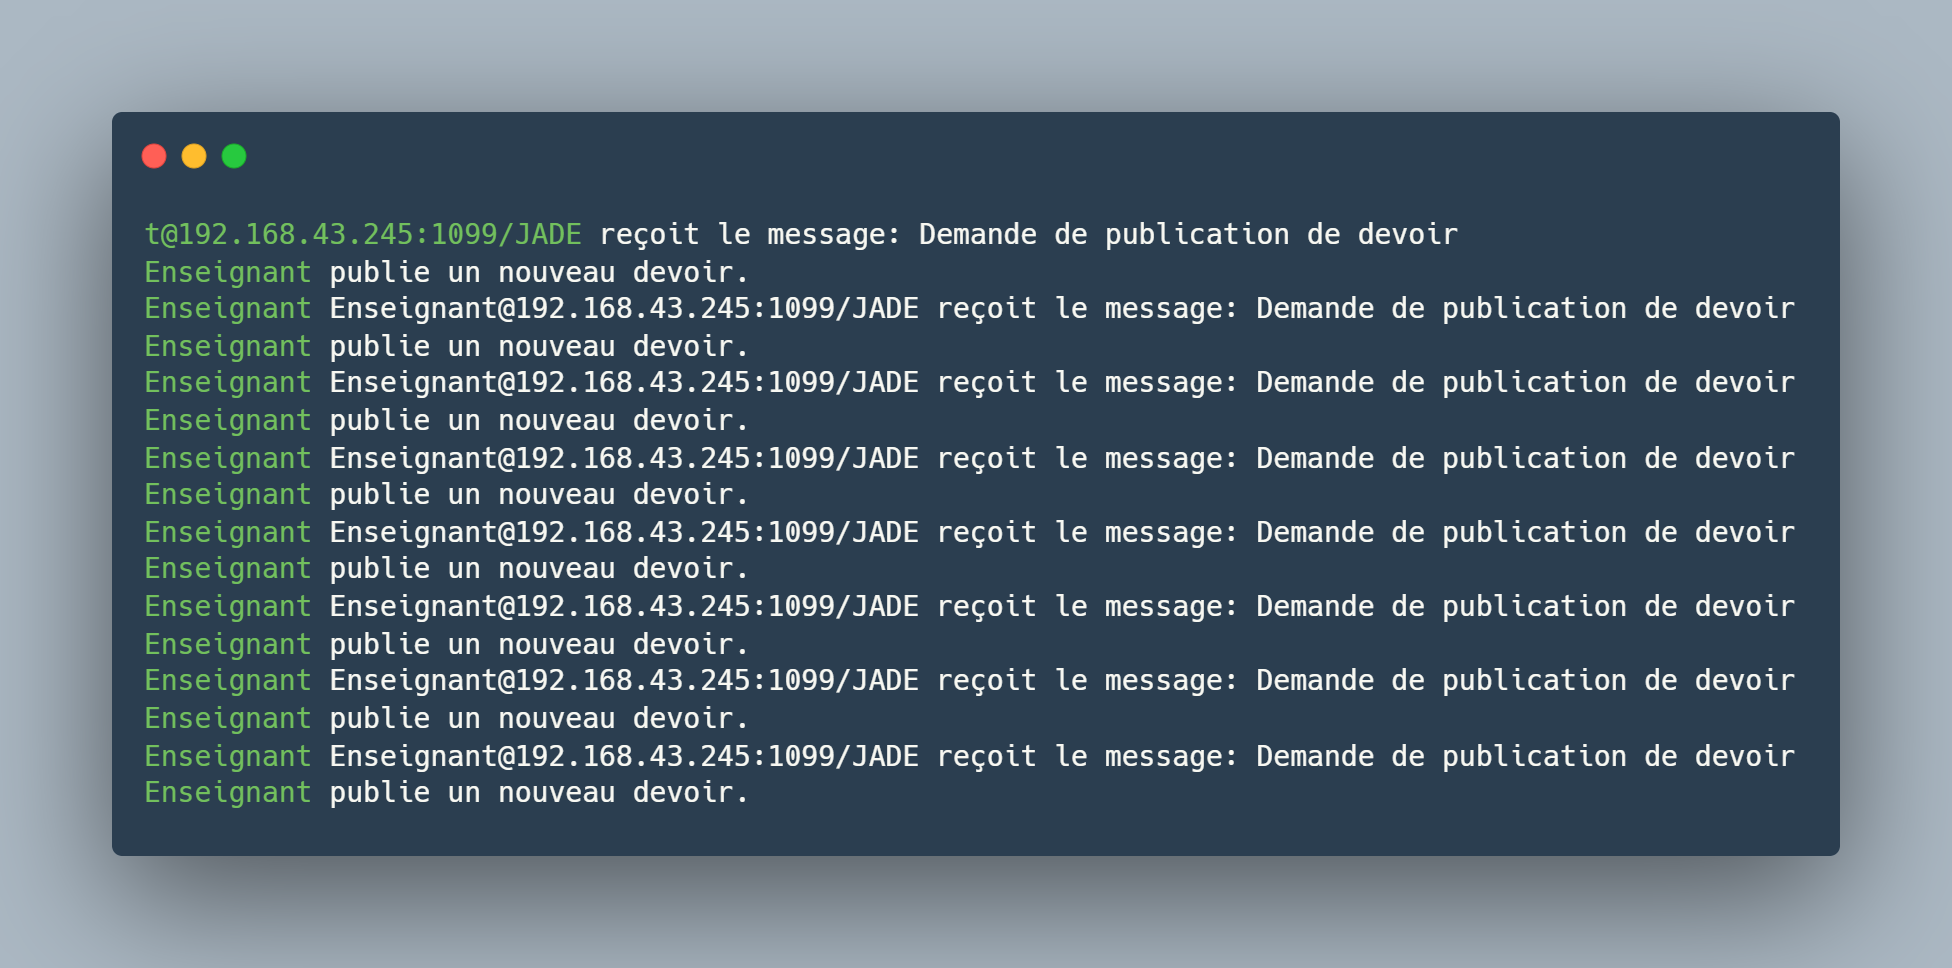 t@192.168.43.245:1099/JADE reçoit le message: Demande de publication de devoir
Enseignant publie un nouveau devoir.
Enseignant Enseignant@192.168.43.245:1099/JADE reçoit le message: Demande de publication de devoir
Enseignant publie un nouveau devoir.
Enseignant Enseignant@192.168.43.245:1099/JADE reçoit le message: Demande de publication de devoir
Enseignant publie un nouveau devoir.
Enseignant Enseignant@192.168.43.245:1099/JADE reçoit le message: Demande de publication de devoir
Enseignant publie un nouveau devoir.
Enseignant Enseignant@192.168.43.245:1099/JADE reçoit le message: Demande de publication de devoir
Enseignant publie un nouveau devoir.
Enseignant Enseignant@192.168.43.245:1099/JADE reçoit le message: Demande de publication de devoir
Enseignant publie un nouveau devoir.
Enseignant Enseignant@192.168.43.245:1099/JADE reçoit le message: Demande de publication de devoir
Enseignant publie un nouveau devoir.
Enseignant Enseignant@192.168.43.245:1099/JADE reçoit le message: Demande de publication de devoir
Enseignant publie un nouveau devoir.